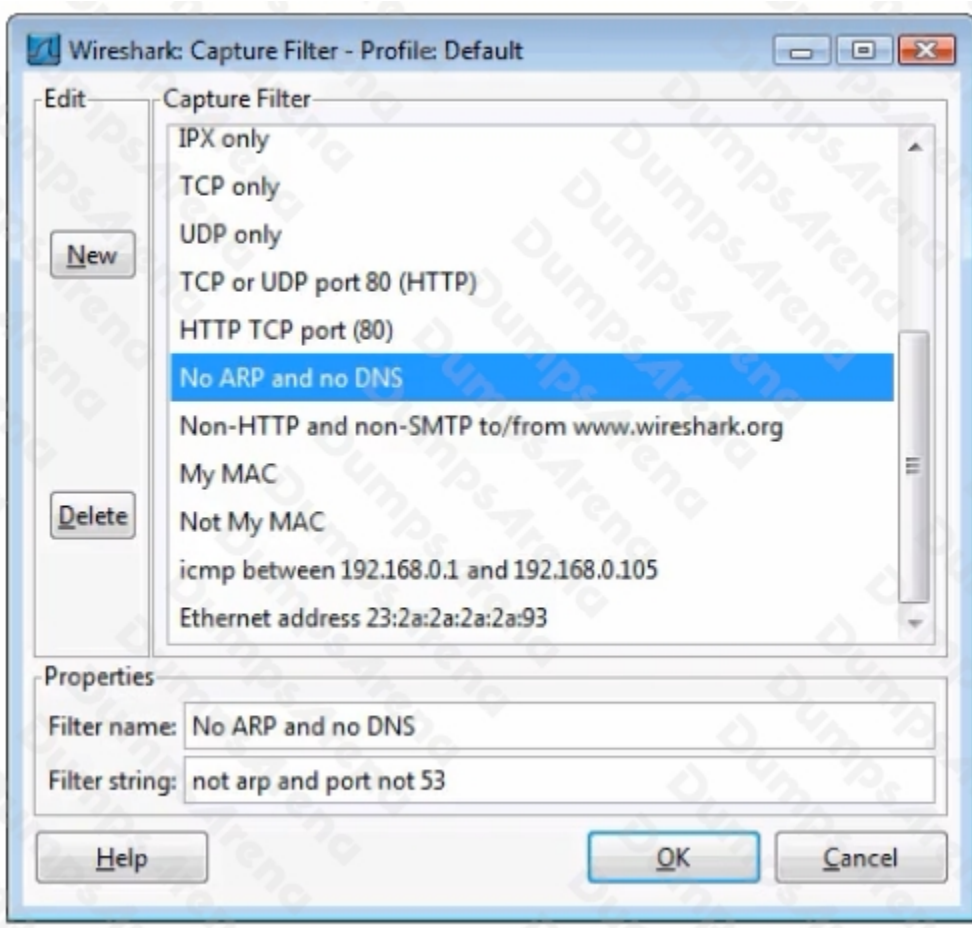 Wireshark: Capture Filter - Profile: Default
Edit
Capture Filter
IPX only
TCP only
UDP only
New
TCP or UDP port 80 (HTTP)
HTTP TCP port (80)
No ARP and no DNS
Non-HTTP and non-SMTP to/from www.wireshark.org
My MAC
Delete
Not My MAC
icmp between 192.168.0.1 and 192.168.0.105
Ethernet address 23:2a:2a:2a:2a:93
Properties
Filter name: No ARP and no DNS
Filter string: not arp and port not 53
Help
OK
Cancel
DumpsArena